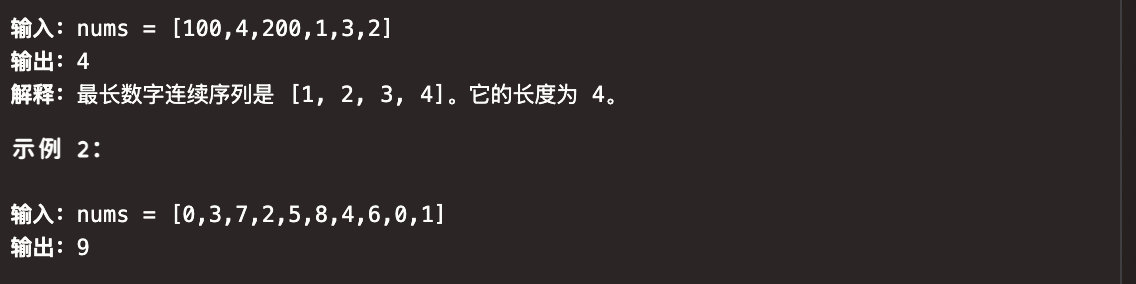 输入：nums = [100,4,200,1,3,2]
输出：4
解释：最长数字连续序列是 [1, 2, 3, 4]。它的长度为 4。
示例 2：
输入：nums = [0,3,7,2,5,8,4,6,0,1]
输出：9